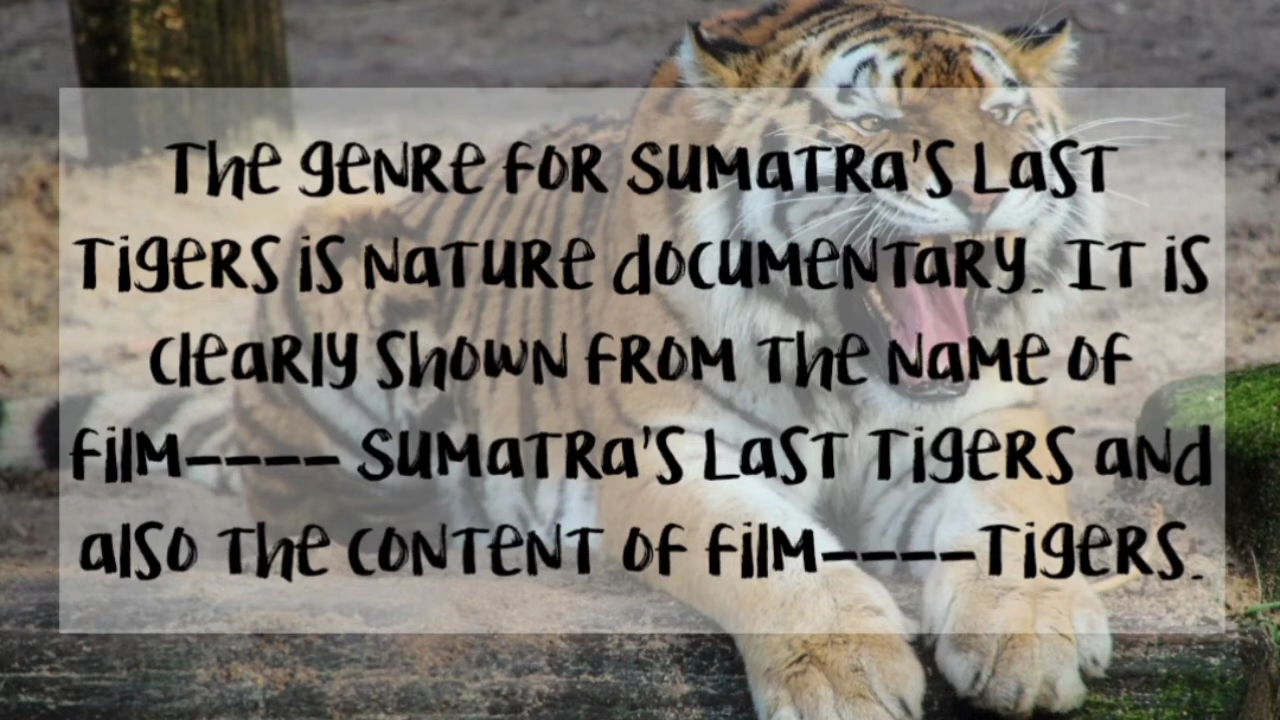 The genre for Sumatra's Last
Tigers is nature documentary. It is
clearly shown from the name of
film---- Sumatra's Last Tigers and
also the content of film----Tigers.